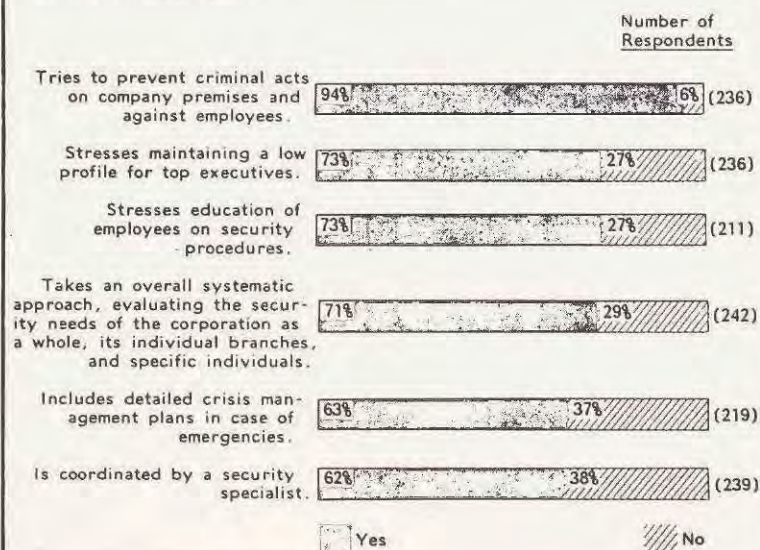 Number of
Respondents
Tries to prevent criminal acts
on company premises and
against employees.
94% 6% (236)
Stresses maintaining a low
profile for top executives.
73% 27% (236)
Stresses education of
employees on security
procedures.
73% 27% (211)
Takes an overall systematic
approach, evaluating the secur-
ity needs of the corporation as
a whole, its individual branches,
and specific individuals.
71% 29% (242)
Includes detailed crisis man-
agement plans in case of
emergencies.
63% 37% (219)
Is coordinated by a security
specialist.
62% 38% (239)
Yes No